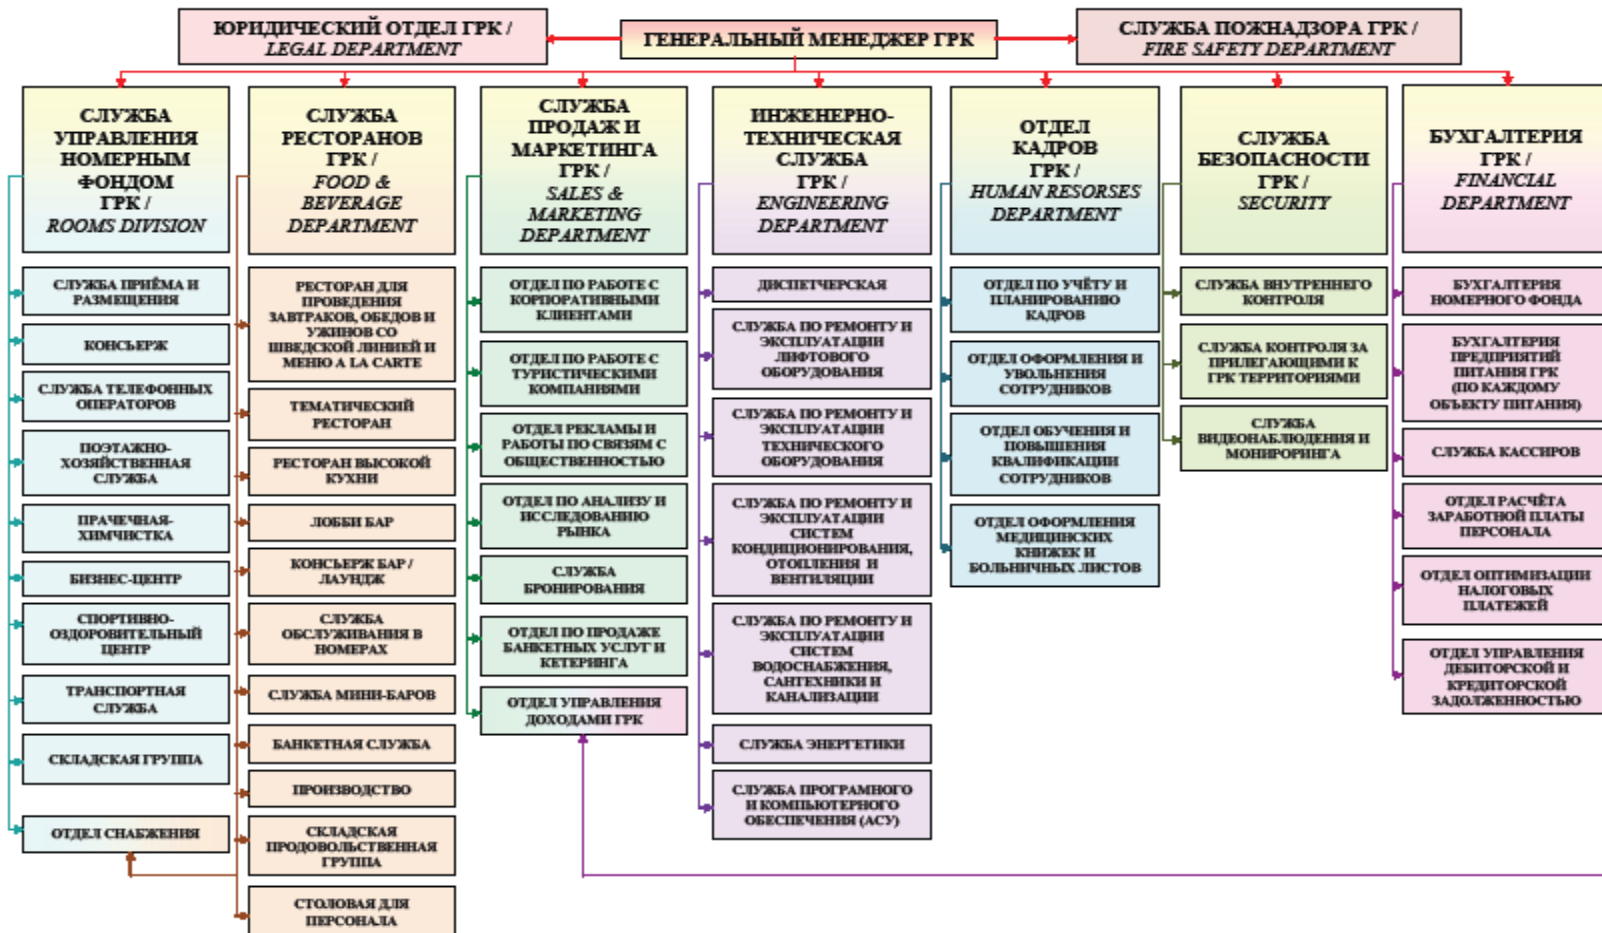 ЮРИДИЧЕСКИЙ ОТДЕЛ ГРК /
LEGAL DEPARTMENT
ГЕНЕРАЛЬНЫЙ МЕНЕДЖЕР ГРК
СЛУЖБА ПОЖНАДЗОРА ГРК /
FIRE SAFETY DEPARTMENT
СЛУЖБА
УПРАВЛЕНИЯ
НОМЕРНЫМ
ФОНДОМ
ГРК /
ROOMS DIVISION
СЛУЖБА ПРИЁМА И
РАЗМЕЩЕНИЯ
КОНСЬЕРЖ
СЛУЖБА ТЕЛЕФОННЫХ
ОПЕРАТОРОВ
ПОЭТАЖНО-
ХОЗЯЙСТВЕННАЯ
СЛУЖБА
ПРАЧЕЧНАЯ-
ХИМЧИСТКА
БИЗНЕС-ЦЕНТР
СПОРТИВНО-
ОЗДОРОВИТЕЛЬНЫЙ
ЦЕНТР
ТРАНСПОРТНАЯ
СЛУЖБА
СКЛАДСКАЯ ГРУППА
ОТДЕЛ СНАБЖЕНИЯ
СЛУЖБА
РЕСТОРАНОВ
ГРК /
FOOD &
BEVERAGE
DEPARTMENT
РЕСТОРАН ДЛЯ
ПРОВЕДЕНИЯ
ЗАВТРАКОВ, ОБЕДОВ И
УЖИНОВ СО
ШВЕДСКОЙ ЛИНИЕЙ И
МЕНЮ A LA CARTE
ТЕМАТИЧЕСКИЙ
РЕСТОРАН
РЕСТОРАН ВЫСОКОЙ
КУХНИ
ЛОББИ БАР
КОНСЬЕРЖ БАР /
ЛАУНДЖ
СЛУЖБА
ОБСЛУЖИВАНИЯ В
НОМЕРАХ
СЛУЖБА МИНИ-БАРОВ
БАНКЕТНАЯ СЛУЖБА
ПРОИЗВОДСТВО
СКЛАДСКАЯ
ПРОДОВОЛЬСТВЕННАЯ
ГРУППА
СТОЛОВАЯ ДЛЯ
ПЕРСОНАЛА
СЛУЖБА
ПРОДАЖ И
МАРКЕТИНГА
ГРК /
SALES &
MARKETING
DEPARTMENT
ОТДЕЛ ПО РАБОТЕ С
КОРПОРАТИВНЫМИ
КЛИЕНТАМИ
ОТДЕЛ ПО РАБОТЕ С
ТУРИСТИЧЕСКИМИ
КОМПАНИЯМИ
ОТДЕЛ РЕКЛАМЫ И
РАБОТЫ ПО СВЯЗЯМ С
ОБЩЕСТВЕННОСТЬЮ
ОТДЕЛ ПО АНАЛИЗУ И
ИССЛЕДОВАНИЮ
РЫНКА
СЛУЖБА
БРОНИРОВАНИЯ
ОТДЕЛ ПО ПРОДАЖЕ
БАНКЕТНЫХ УСЛУГ И
КЕТЕРИНГА
ОТДЕЛ УПРАВЛЕНИЯ
ДОХОДАМИ ГРК
ИНЖЕНЕРНО-
ТЕХНИЧЕСКАЯ
СЛУЖБА
ГРК /
ENGINEERING
DEPARTMENT
ДИСПЕТЧЕРСКАЯ
СЛУЖБА ПО РЕМОНТУ И
ЭКСПЛУАТАЦИИ
ЛИФТОВОГО
ОБОРУДОВАНИЯ
СЛУЖБА ПО РЕМОНТУ И
ЭКСПЛУАТАЦИИ
ТЕХНИЧЕСКОГО
ОБОРУДОВАНИЯ
СЛУЖБА ПО РЕМОНТУ И
ЭКСПЛУАТАЦИИ
СИСТЕМ
КОНДИЦИОНИРОВАНИЯ,
ОТОПЛЕНИЯ И
ВЕНТИЛЯЦИИ
СЛУЖБА ПО РЕМОНТУ И
ЭКСПЛУАТАЦИИ
СИСТЕМ
ВОДОСНАБЖЕНИЯ,
САНТЕХНИКИ И
КАНАЛИЗАЦИИ
СЛУЖБА ЭНЕРГЕТИКИ
СЛУЖБА ПРОГРАМНОГО
И КОМПЬЮТЕРНОГО
ОБЕСПЕЧЕНИЯ (АСУ)
ОТДЕЛ
КАДРОВ
ГРК /
HUMAN RESORSES
DEPARTMENT
ОТДЕЛ ПО УЧЁТУ И
ПЛАНИРОВАНИЮ
КАДРОВ
ОТДЕЛ ОФОРМЛЕНИЯ И
УВОЛЬНЕНИЯ
СОТРУДНИКОВ
ОТДЕЛ ОБУЧЕНИЯ И
ПОВЫШЕНИЯ
КВАЛИФИКАЦИИ
СОТРУДНИКОВ
ОТДЕЛ ОФОРМЛЕНИЯ
МЕДИЦИНСКИХ
КНИЖЕК И
БОЛЬНИЧНЫХ ЛИСТОВ
СЛУЖБА
БЕЗОПАСНОСТИ
ГРК /
SECURITY
СЛУЖБА ВНУТРЕННЕГО
КОНТРОЛЯ
СЛУЖБА КОНТРОЛЯ ЗА
ПРИЛЕГАЮЩИМИ К
ГРК ТЕРРИТОРИЯМИ
СЛУЖБА
ВИДЕОНАБЛЮДЕНИЯ И
МОНИРОРИНГА
БУХГАЛТЕРИЯ
ГРК /
FINANCIAL
DEPARTMENT
БУХГАЛТЕРИЯ
НОМЕРНОГО ФОНДА
БУХГАЛТЕРИЯ
ПРЕДПРИЯТИЙ
ПИТАНИЯ ГРК
(ПО КАЖДОМУ
ОБЪЕКТУ ПИТАНИЯ)
СЛУЖБА КАССИРОВ
ОТДЕЛ РАСЧЁТА
ЗАРАБОТНОЙ ПЛАТЫ
ПЕРСОНАЛА
ОТДЕЛ ОПТИМИЗАЦИИ
НАЛОГОВЫХ
ПЛАТЕЖЕЙ
ОТДЕЛ УПРАВЛЕНИЯ
ДЕБИТОРСКОЙ И
КРЕДИТОРСКОЙ
ЗАДОЛЖЕННОСТЬЮ